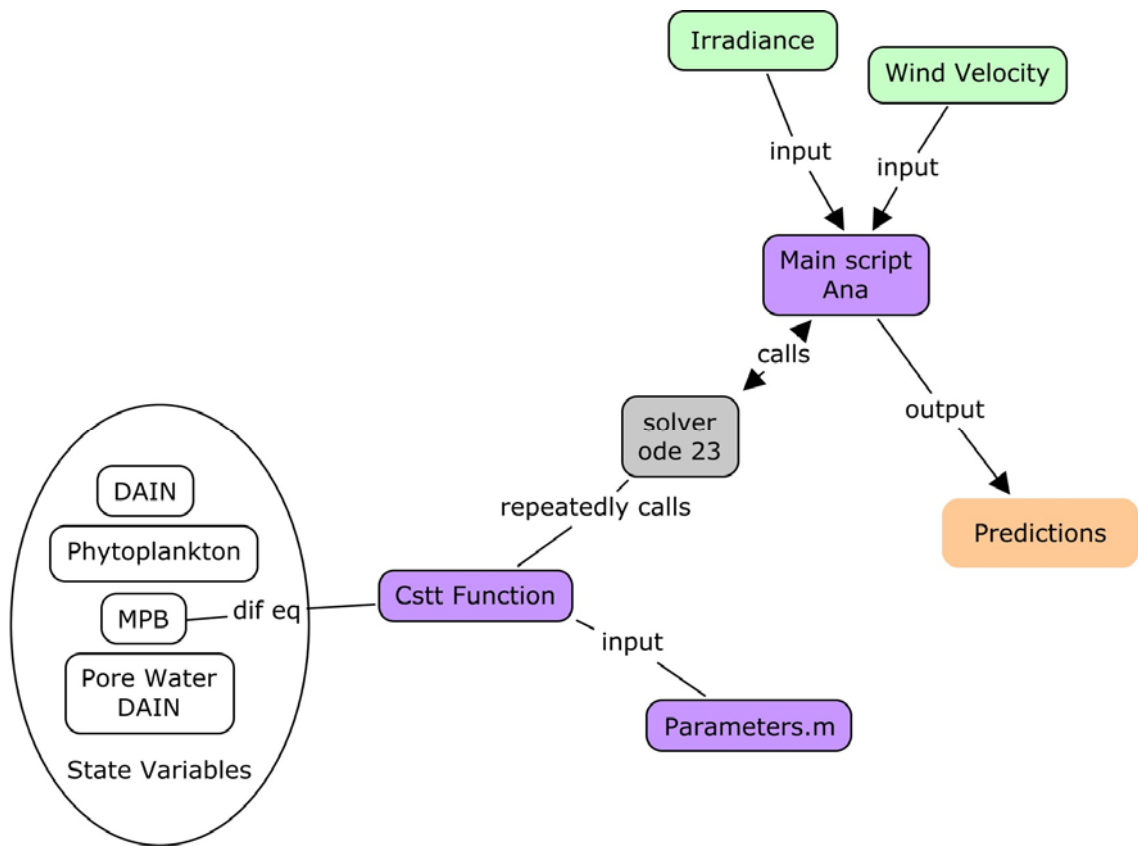 Irradiance
Wind Velocity
input
input
Main script
Ana
calls
solver
ode 23
output
repeatedly calls
Predictions
DAIN
Phytoplankton
MPB
dif eq
Cstt Function
input
Pore Water
DAIN
Parameters.m
State Variables